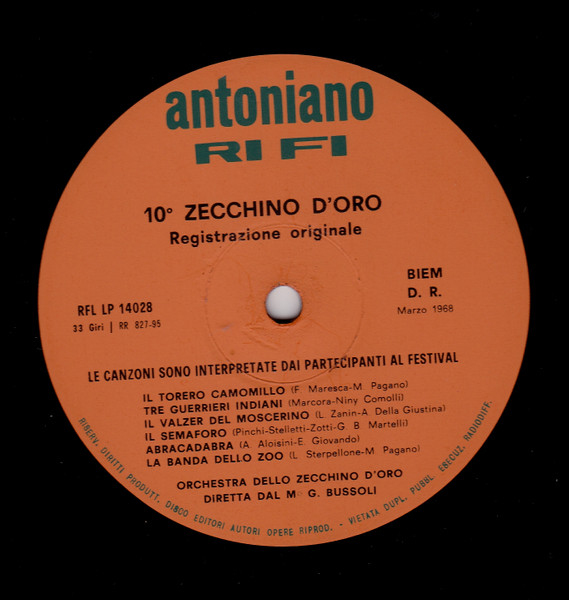 antoniano
RI FI
10° ZECCHINO D'ORO
Registrazione originale
BIEM
D. R.
Marzo 1968
RFL LP 14028
33 Giri | RR 827-95
LE CANZONI SONO INTERPRETATE DAI PARTECIPANTI AL FESTIVAL
IL TORERO CAMOMILLO (F Maresca-M Pagano)
TRE GUERRIERI INDIANI (Marcora-Niny Comolli)
IL VALZER DEL MOSCERINO (L Zanin-A Della Giustina)
IL SEMAFORO (Pinchi-Stelletti-Zotti-G B Martelli)
ABRACADABRA (A Aloisini-E Giovando)
LA BANDA DELLO ZOO (L Sterpellone-M Pagano)
ORCHESTRA DELLO ZECCHINO D'ORO
DIRETTA DAL M° G. BUSSOLI
RISERV. DIRITTI PRODUTT. DISCO EDITORI AUTORI OPERE RIPROD. - VIETATA DUPL. PUBBL. ESECUZ. RADIODIFF.